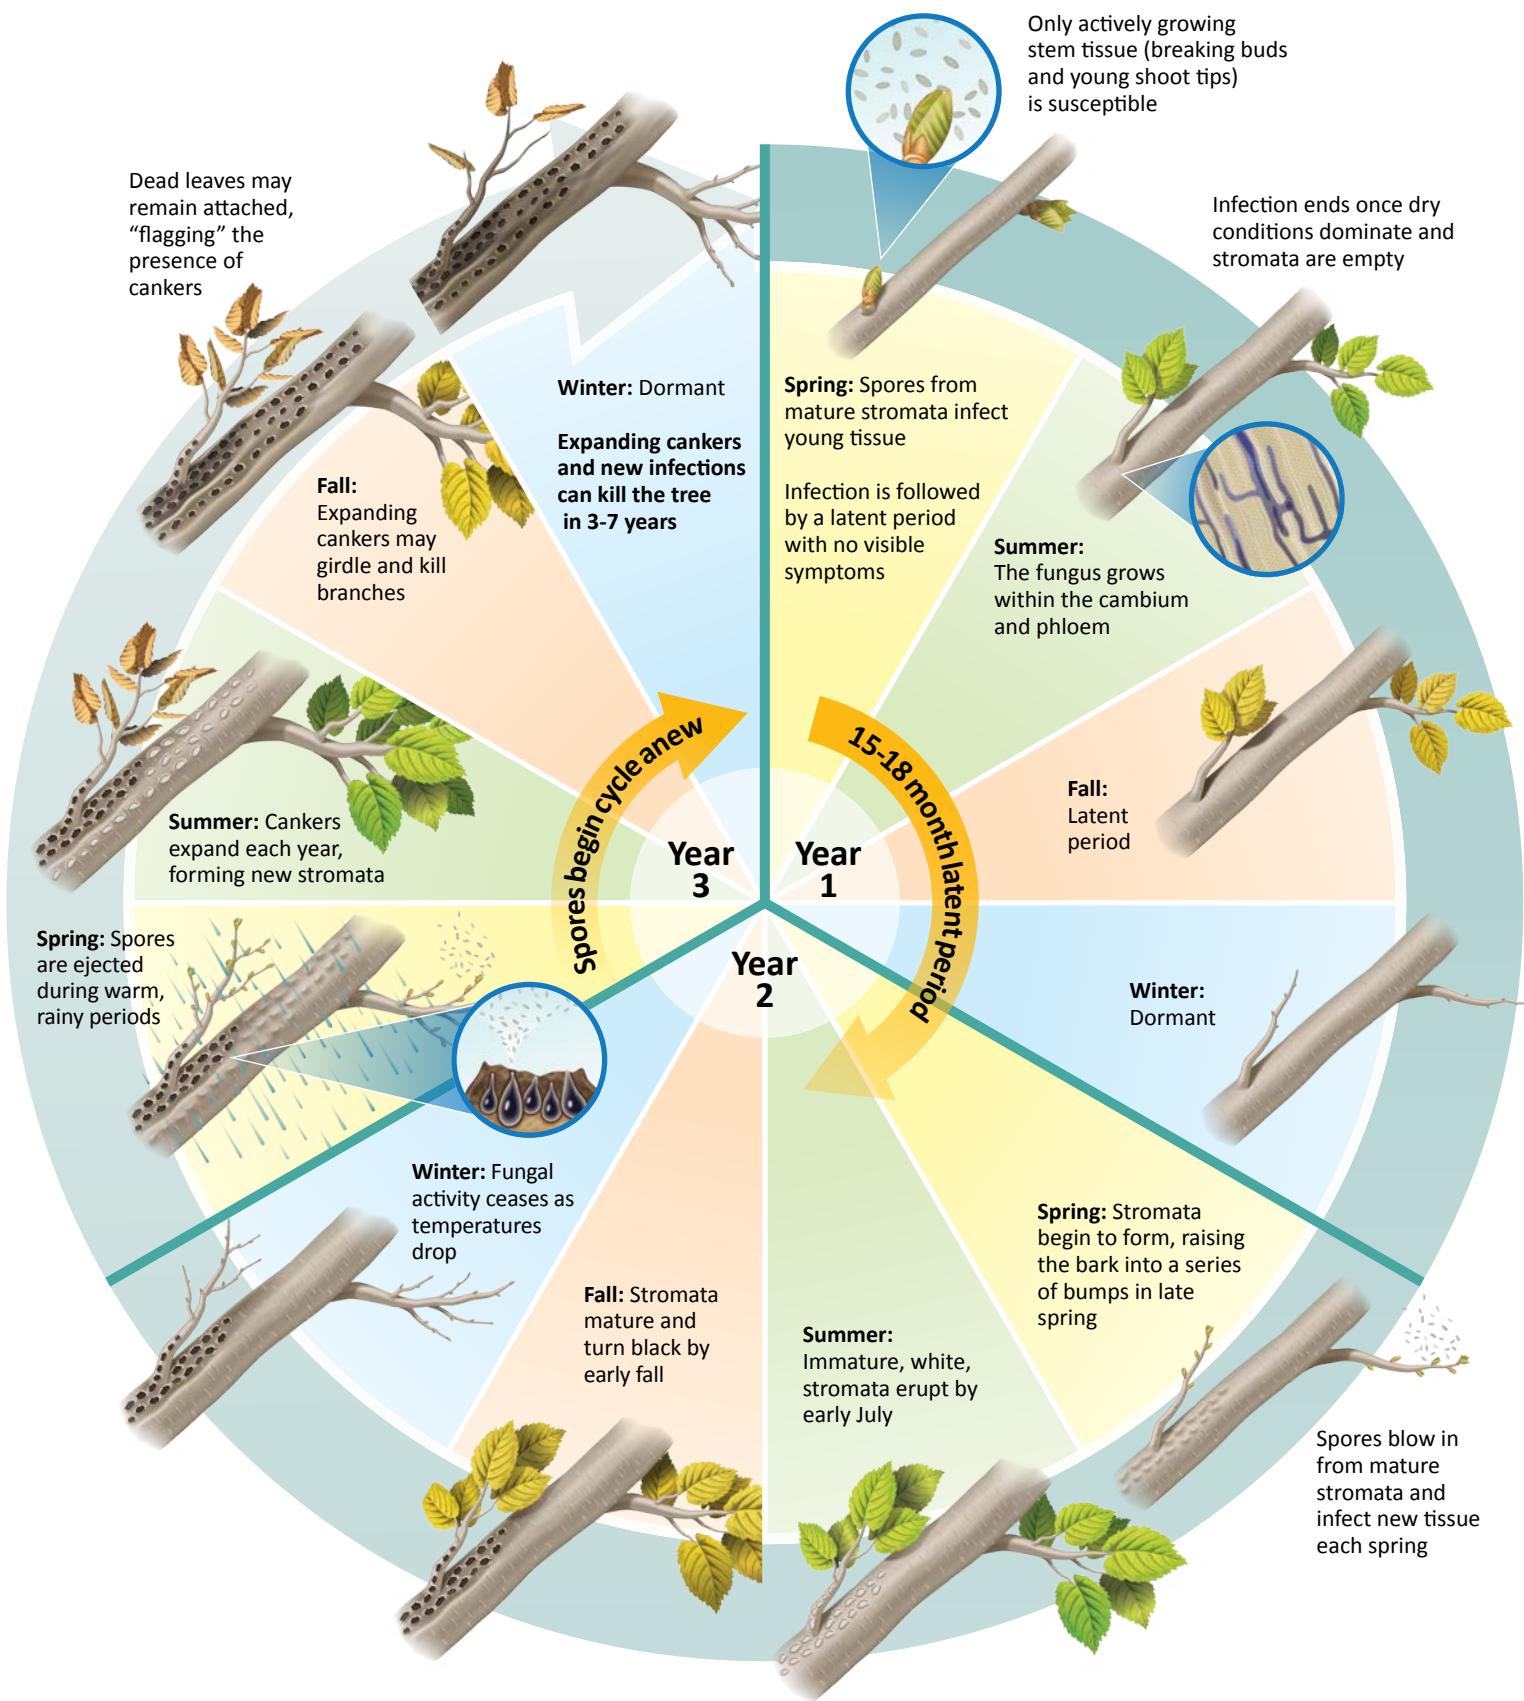 Only actively growing
stem tissue (breaking buds
and young shoot tips)
is susceptible
Infection ends once dry
conditions dominate and
stromata are empty
Spring: Spores from
mature stromata infect
young tissue
Infection is followed
by a latent period
with no visible
symptoms
Summer:
The fungus grows
within the cambium
and phloem
Fall:
Latent
period
Winter:
Dormant
Year
1
15-18 month latent period
Spring: Stromata
begin to form, raising
the bark into a series
of bumps in late
spring
Spores blow in
from mature
stromata and
infect new tissue
each spring
Summer:
Immature, white,
stromata erupt by
early July
Year
2
Fall: Stromata
mature and
turn black by
early fall
Winter: Fungal
activity ceases as
temperatures
drop
Spring: Spores
are ejected
during warm,
rainy periods
Year
3
Spores begin cycle anew
Summer: Cankers
expand each year,
forming new stromata
Fall:
Expanding
cankers may
girdle and kill
branches
Dead leaves may
remain attached,
“flagging” the
presence of
cankers
Winter: Dormant
Expanding cankers
and new infections
can kill the tree
in 3-7 years